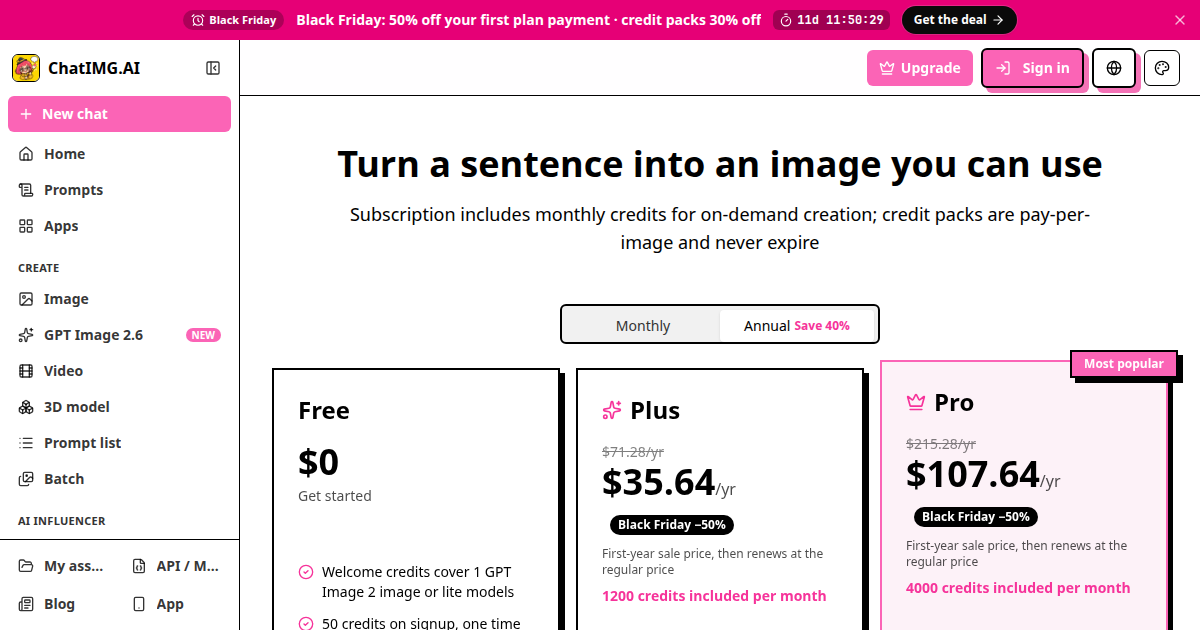 Black Friday
Black Friday: 50% off your first plan payment · credit packs 30% off
11d 11:50:29
Get the deal →
ChatIMG.AI
New chat
Home
Prompts
Apps
CREATE
Image
GPT Image 2.6
NEW
Video
3D model
Prompt list
Batch
AI INFLUENCER
My ass...
API / M...
Blog
App
Upgrade
Sign in
Turn a sentence into an image you can use
Subscription includes monthly credits for on-demand creation; credit packs are pay-per-
image and never expire
Monthly
Annual Save 40%
Free
$0
Get started
Welcome credits cover 1 GPT
Image 2 image or lite models
50 credits on signup, one time
Plus
$71.28/yr
$35.64/yr
Black Friday −50%
First-year sale price, then renews at the
regular price
1200 credits included per month
Most popular
Pro
$215.28/yr
$107.64/yr
Black Friday −50%
First-year sale price, then renews at the
regular price
4000 credits included per month